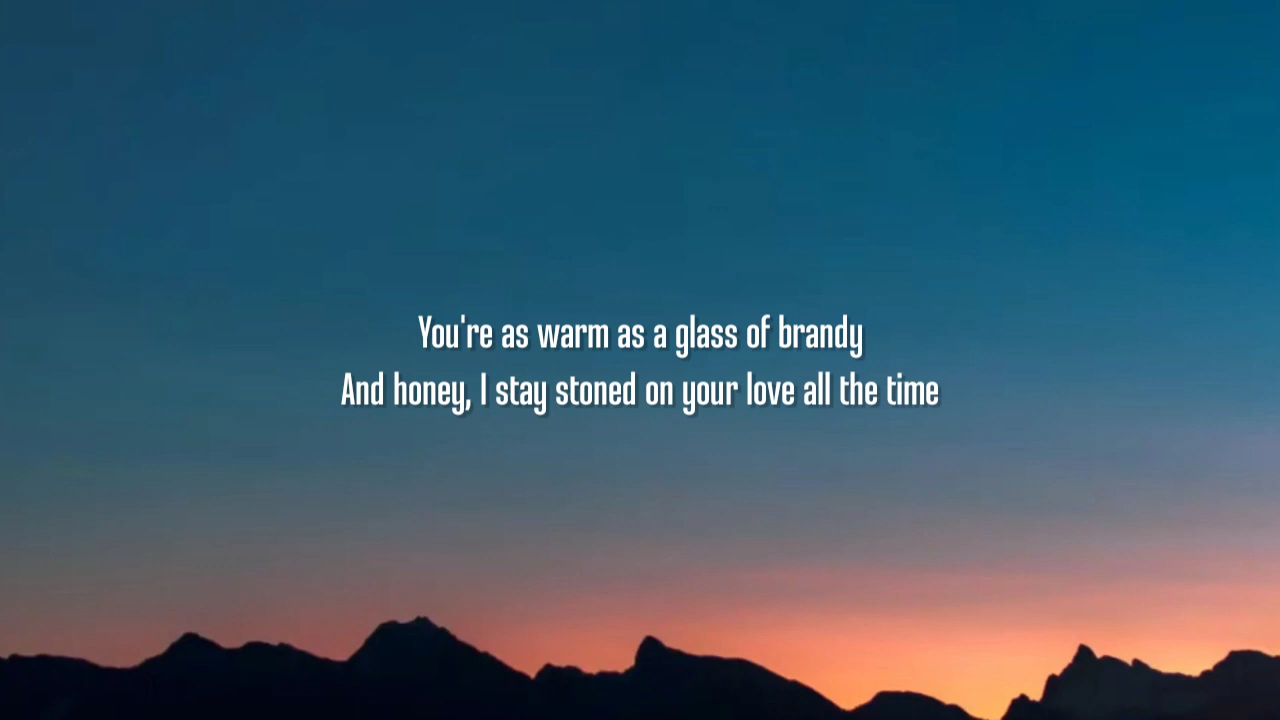 You're as warm as a glass of brandy
And honey, I stay stoned on your love all the time